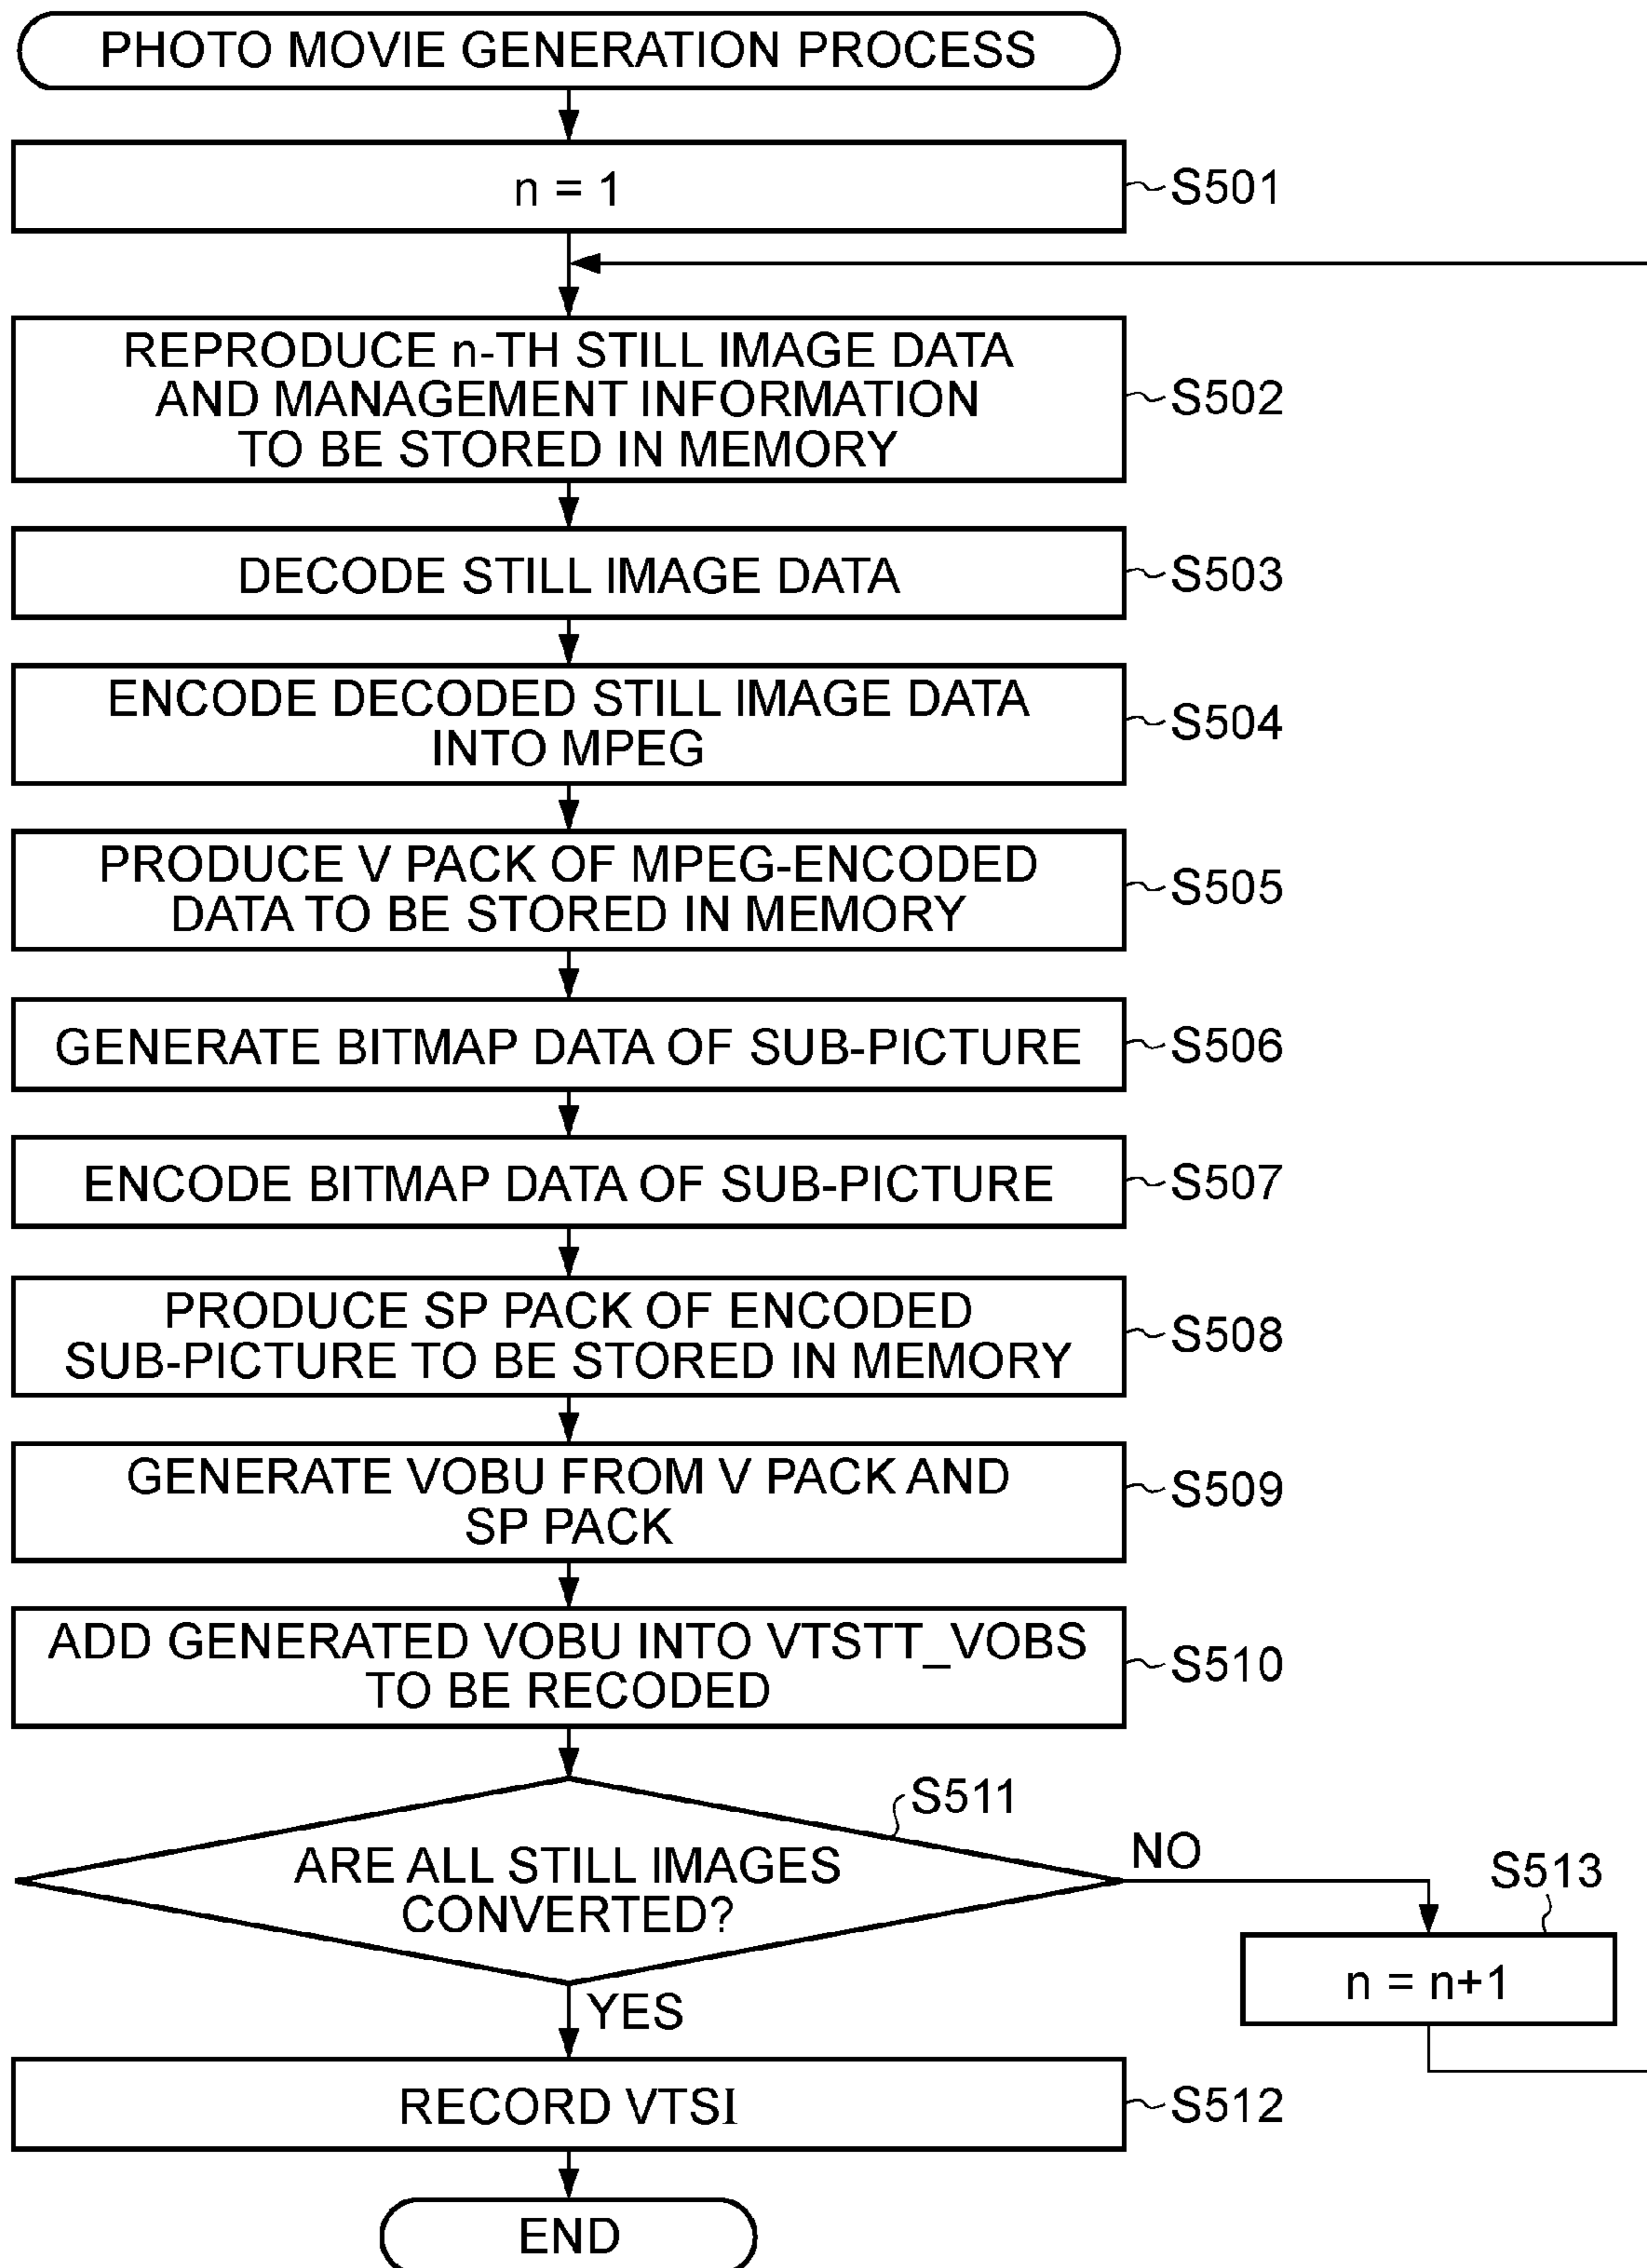 PHOTO MOVIE GENERATION PROCESS
n = 1
S501
REPRODUCE n-TH STILL IMAGE DATA
AND MANAGEMENT INFORMATION
TO BE STORED IN MEMORY
S502
DECODE STILL IMAGE DATA
S503
ENCODE DECODED STILL IMAGE DATA
INTO MPEG
S504
PRODUCE V PACK OF MPEG-ENCODED
DATA TO BE STORED IN MEMORY
S505
GENERATE BITMAP DATA OF SUB-PICTURE
S506
ENCODE BITMAP DATA OF SUB-PICTURE
S507
PRODUCE SP PACK OF ENCODED
SUB-PICTURE TO BE STORED IN MEMORY
S508
GENERATE VOBU FROM V PACK AND
SP PACK
S509
ADD GENERATED VOBU INTO VTSTT_VOBS
TO BE RECODED
S510
S511
ARE ALL STILL IMAGES
CONVERTED?
NO
S513
n = n+1
YES
RECORD VTSI
S512
END